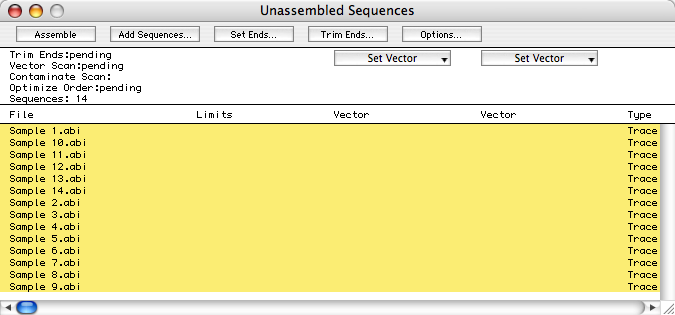 Unassembled Sequences
Assemble Add Sequences... Set Ends... Trim Ends... Options...
Trim Ends:pending
Vector Scan:pending
Contaminate Scan:
Optimize Order:pending
Sequences: 14
Set Vector Set Vector
File Limits Vector Vector Type
Sample 1.abi Trace
Sample 10.abi Trace
Sample 11.abi Trace
Sample 12.abi Trace
Sample 13.abi Trace
Sample 14.abi Trace
Sample 2.abi Trace
Sample 3.abi Trace
Sample 4.abi Trace
Sample 5.abi Trace
Sample 6.abi Trace
Sample 7.abi Trace
Sample 8.abi Trace
Sample 9.abi Trace